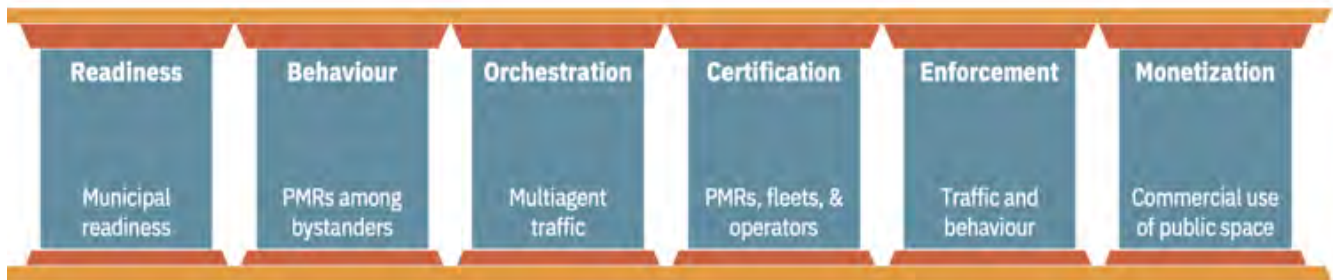 Readiness
Municipal
readiness
Behaviour
PMRs among
bystanders
Orchestration
Multiagent
traffic
Certification
PMRs, fleets, &
operators
Enforcement
Traffic and
behaviour
Monetization
Commercial use
of public space